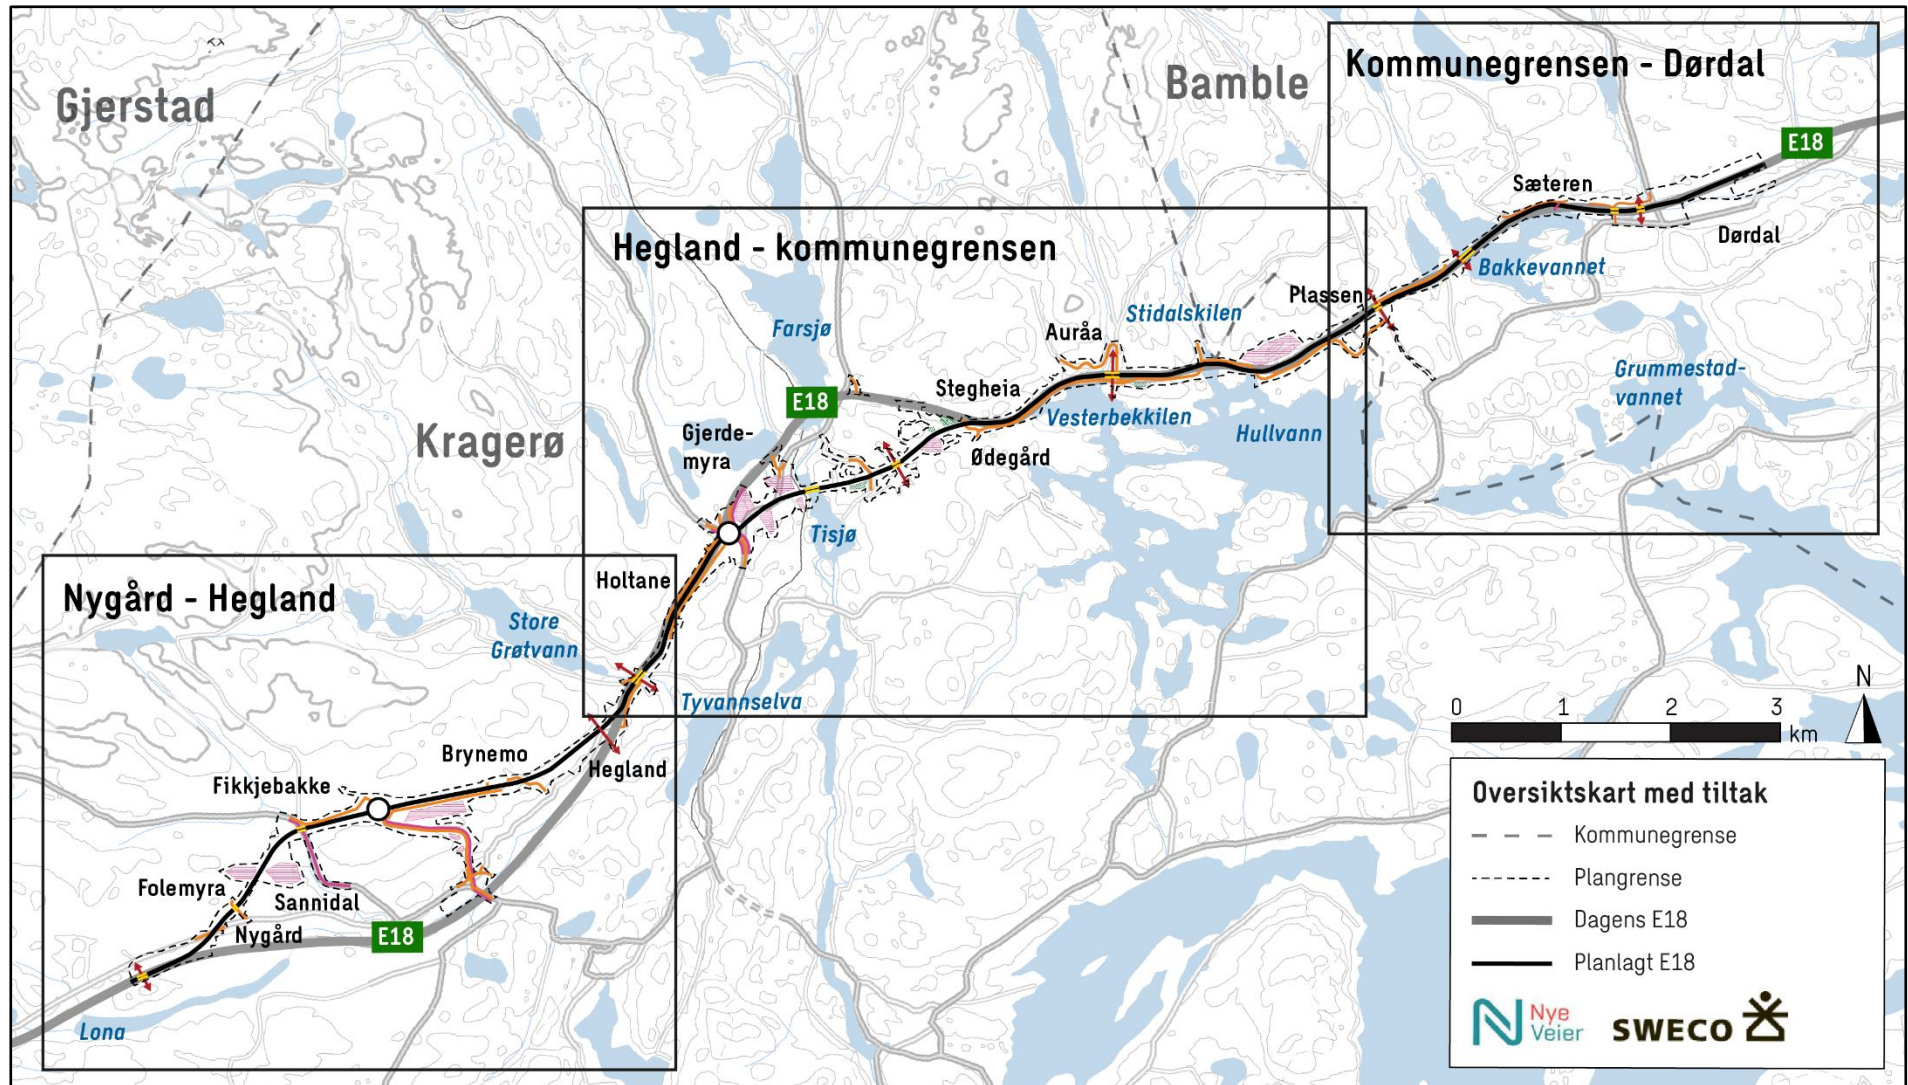 Gjerstad
Bamble
Kommunegrensen - Dørdal
E18
Sæteren
Dørdal
Bakkevannet
Hegland - kommunegrensen
Plassen
Stidalskilen
Farsjø
Auråa
Grummestad-
vannet
Stegheia
E18
Vesterbekkilen
Hullvann
Kragerø
Gjerde-
myra
Ødegård
Tisjø
Nygård - Hegland
Holtane
Store
Grøtvann
Tyvannselva
Brynemo
Hegland
Fikkjebakke
Folemyra
Sannidal
Nygård
E18
Lona
N
0 1 2 3
km
Oversiktskart med tiltak
Kommunegrense
Plangrense
Dagens E18
Planlagt E18
Nye
Veier
SWECO